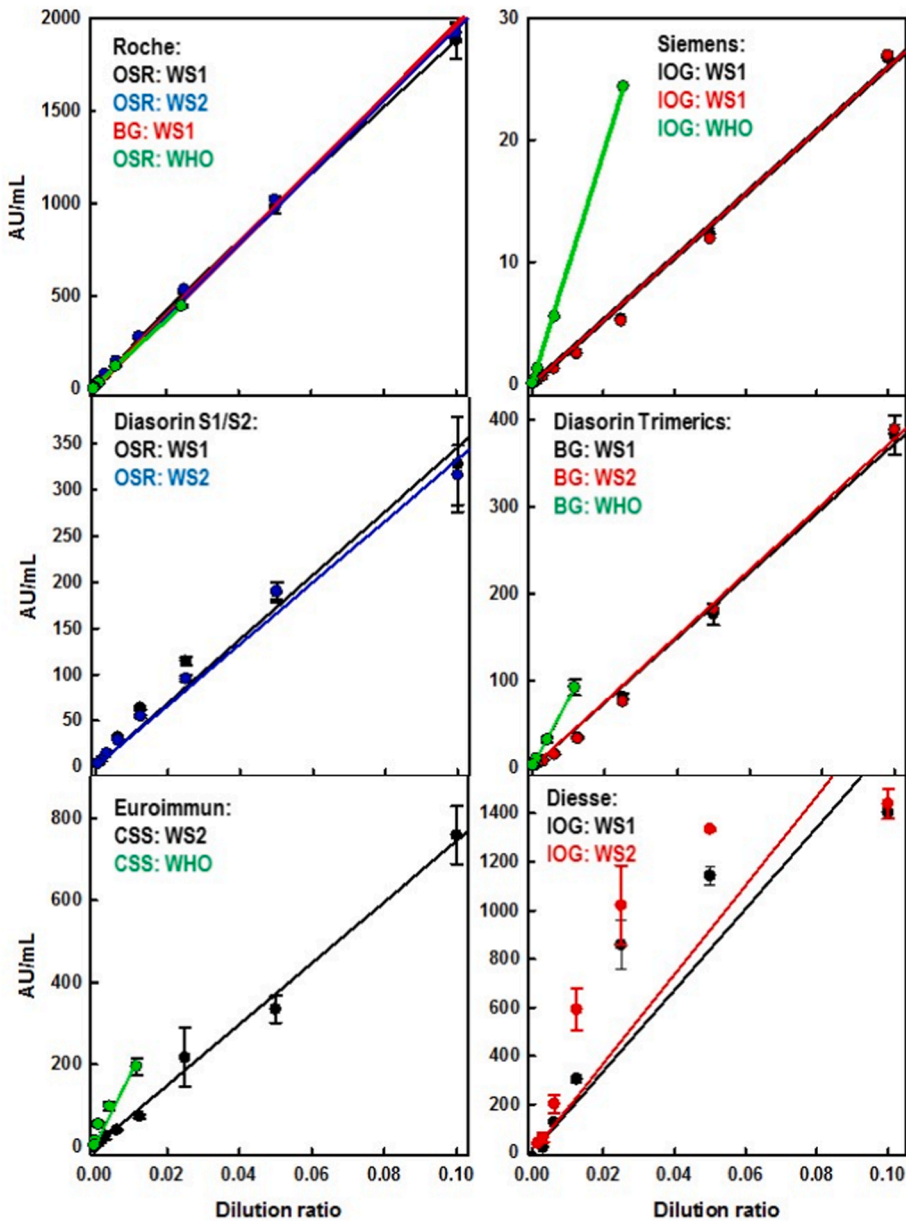 2000
1500
1000
500
0
AU/mL
Roche:
OSR: WS1
OSR: WS2
BG: WS1
OSR: WHO
30
20
10
0
Siemens:
IOG: WS1
IOG: WS1
IOG: WHO
350
300
250
200
150
100
50
0
AU/mL
Diasorin S1/S2:
OSR: WS1
OSR: WS2
400
300
200
100
0
Diasorin Trimerics:
BG: WS1
BG: WS2
BG: WHO
800
600
400
200
0
AU/mL
Euroimmun:
CSS: WS2
CSS: WHO
0.00 0.02 0.04 0.06 0.08 0.10
Dilution ratio
1400
1200
1000
800
600
400
200
0
Diesse:
IOG: WS1
IOG: WS2
0.00 0.02 0.04 0.06 0.08 0.10
Dilution ratio